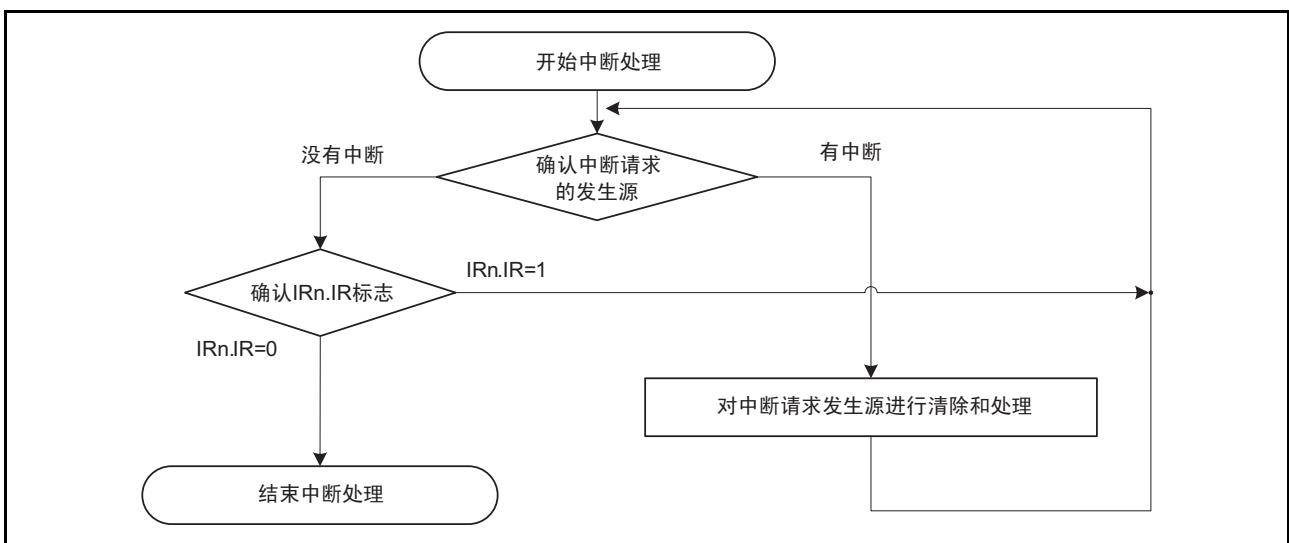 开始中断处理
没有中断
确认中断请求
的发生源
有中断
确认IRn.IR标志
IRn.IR=1
IRn.IR=0
对中断请求发生源进行清除和处理
结束中断处理